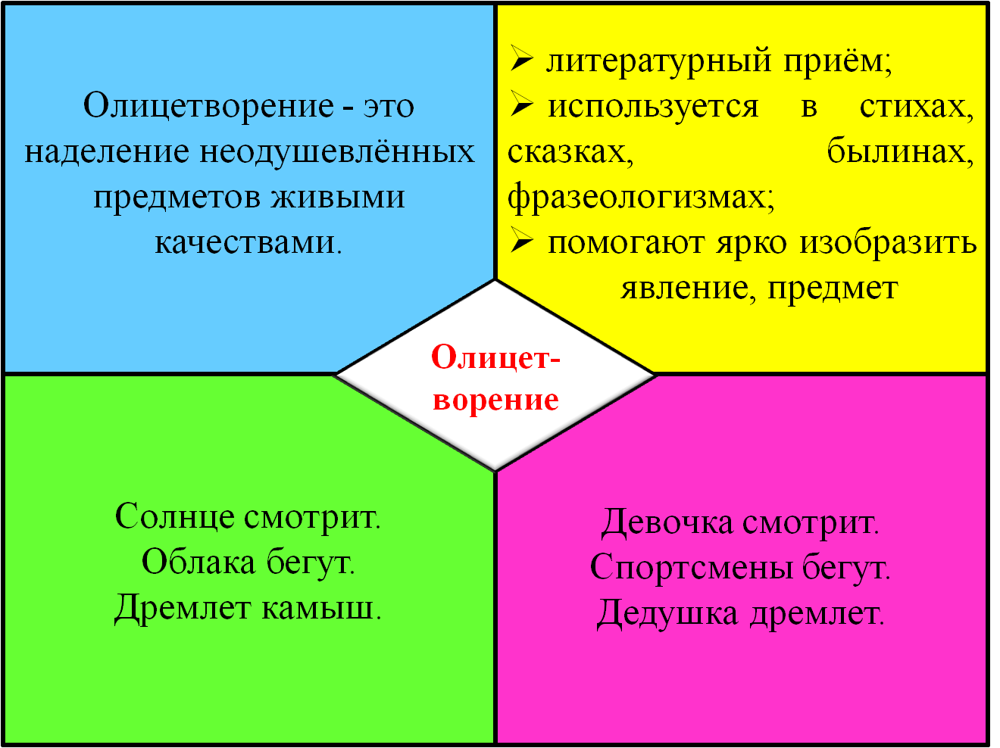 Олицетворение - это
наделение неодушевлённых
предметов живыми
качествами.
➢ литературный приём;
➢ используется в стихах,
сказках, былинах,
фразеологизмах;
➢ помогают ярко изобразить
явление, предмет
Олицет-
ворение
Солнце смотрит.
Облака бегут.
Дремлет камыш.
Девочка смотрит.
Спортсмены бегут.
Дедушка дремлет.